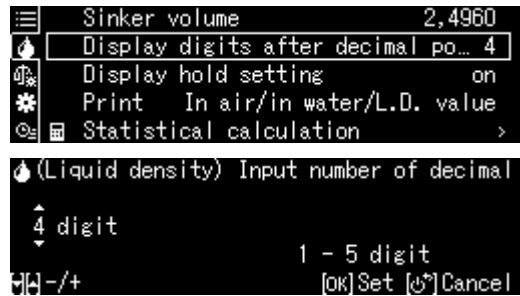 Sinker volume 2,4960
Display digits after decimal po… 4
Display hold setting on
Print In air/in water/L.D. value
Statistical calculation >
(Liquid density) Input number of decimal
4 digit
1 - 5 digit
-/+ [OK]Set []Cancel